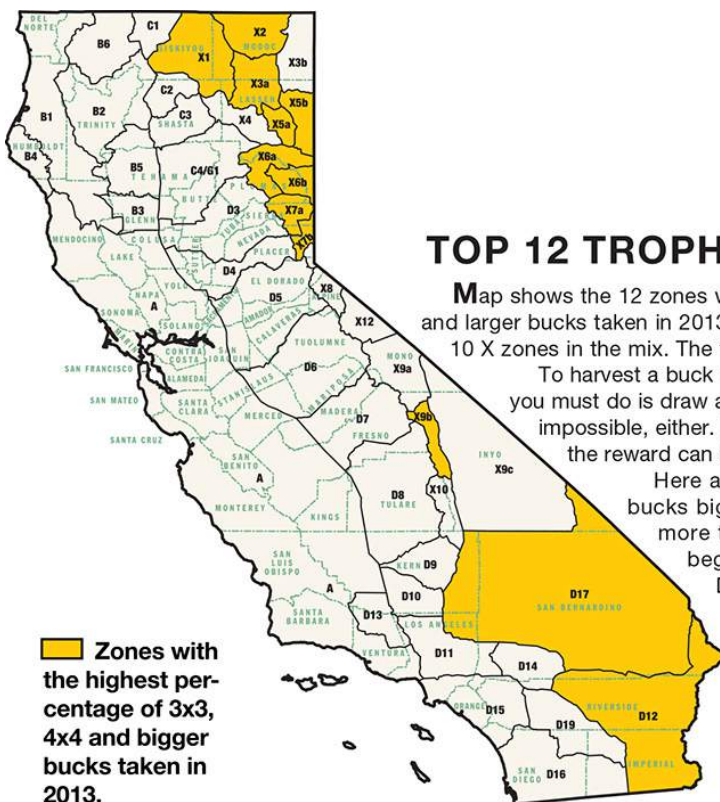 DEL
NORTE
B6
C1
SISKIYOU
X1
X2
MODOC
X3b
C2
X3a
LASSEN
X5b
B1
B2
TRINITY
C3
SHASTA
X4
X5a
HUMBOLDT
B4
B5
TEHAMA
C4/G1
X6a
PLUMAS
X6b
BUTTE
B3
GLENN
D3
SIERRA
X7a
YUBA
NEVADA
X7b
MENDOCINO
COLUSA
SUTTER
PLACER
LAKE
D4
YOLO
EL DORADO
NAPA
SONOMA
A
SACRAMENTO
D5
X8
ALPINE
SOLANO
AMADOR
MARIN
CALAVERAS
X12
CONTRA
COSTA
SAN
JOAQUIN
TUOLUMNE
MONO
X9a
SAN FRANCISCO
ALAMEDA
STANISLAUS
D6
MARIPOSA
SAN MATEO
SANTA
CLARA
MERCED
MADERA
D7
X9b
SANTA CRUZ
FRESNO
SAN
BENITO
A
INYO
X9c
X10
D8
TULARE
MONTEREY
KINGS
SAN
LUIS
OBISPO
KERN
D9
A
D10
D17
SAN BERNARDINO
SANTA
BARBARA
D13
LOS ANGELES
VENTURA
D11
D14
ORANGE
D15
RIVERSIDE
D12
D19
SAN
DIEGO
D16
IMPERIAL
TOP 12 TROPH
Map shows the 12 zones w
and larger bucks taken in 2013
10 X zones in the mix. The
To harvest a buck
you must do is draw a
impossible, either.
the reward can
Here a
bucks big
more t
beg
D
Zones with
the highest per-
centage of 3x3,
4x4 and bigger
bucks taken in
2013.